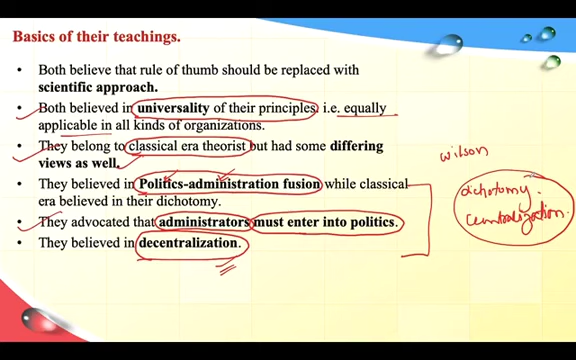 Basics of their teachings.
• Both believe that rule of thumb should be replaced with
scientific approach.
• Both believed in universality of their principles, i.e. equally
applicable in all kinds of organizations.
• They belong to classical era theorist but had some differing
views as well.
• They believed in Politics-administration fusion while classical
era believed in their dichotomy.
• They advocated that administrators must enter into politics.
• They believed in decentralization.
wilson
dichotomy.
centralization.